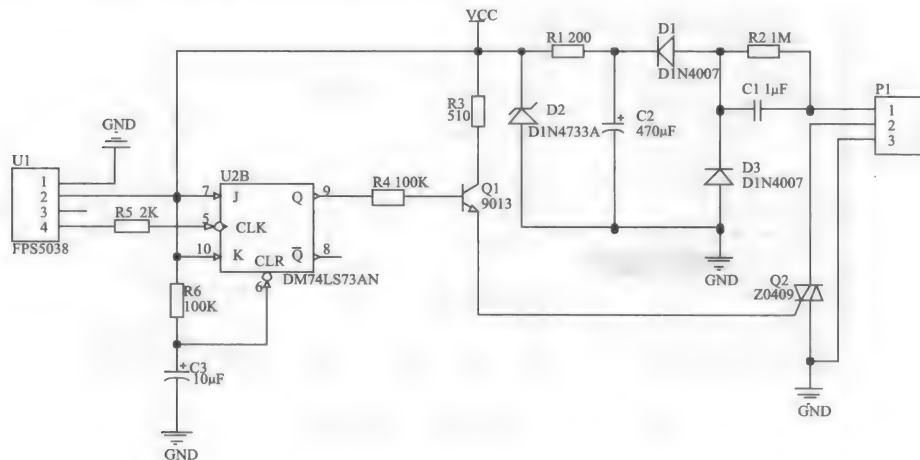 VCC
R1 200
D1
D1N4007
R2 1M
P1
1
2
3
C1 1μF
R3
510
D2
D1N4733A
C2
470μF
D3
D1N4007
GND
GND
U1
1
2
3
4
FPS5038
R5 2K
U2B
7
J
Q
9
5
CLK
10
K
CLR
Q
8
6
DM74LS73AN
R4 100K
Q1
9013
R6
100K
C3
10μF
GND
Q2
Z0409
GND